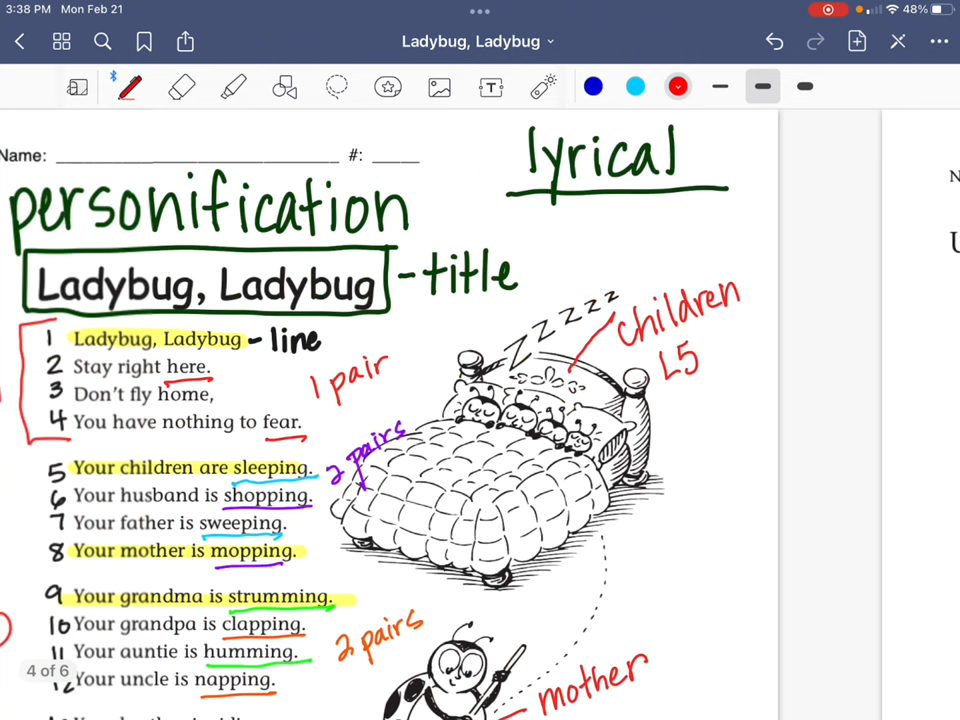 3:38 PM Mon Feb 21
48%
Ladybug, Ladybug
Name: #:
lyrical
personification
Ladybug, Ladybug -title
1 Ladybug, Ladybug - line
2 Stay right here.
3 Don't fly home,
4 You have nothing to fear.
1 pair
zzzzzz
children
L5
5 Your children are sleeping.
6 Your husband is shopping.
7 Your father is sweeping.
8 Your mother is mopping.
2 pairs
9 Your grandma is strumming.
10 Your grandpa is clapping.
11 Your auntie is humming.
12 Your uncle is napping.
2 pairs
mother
4 of 6